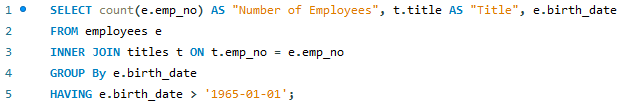 1 SELECT count(e.emp_no) AS "Number of Employees", t.title AS "Title", e.birth_date
2 FROM employees e
3 INNER JOIN titles t ON t.emp_no = e.emp_no
4 GROUP By e.birth_date
5 HAVING e.birth_date > '1965-01-01';